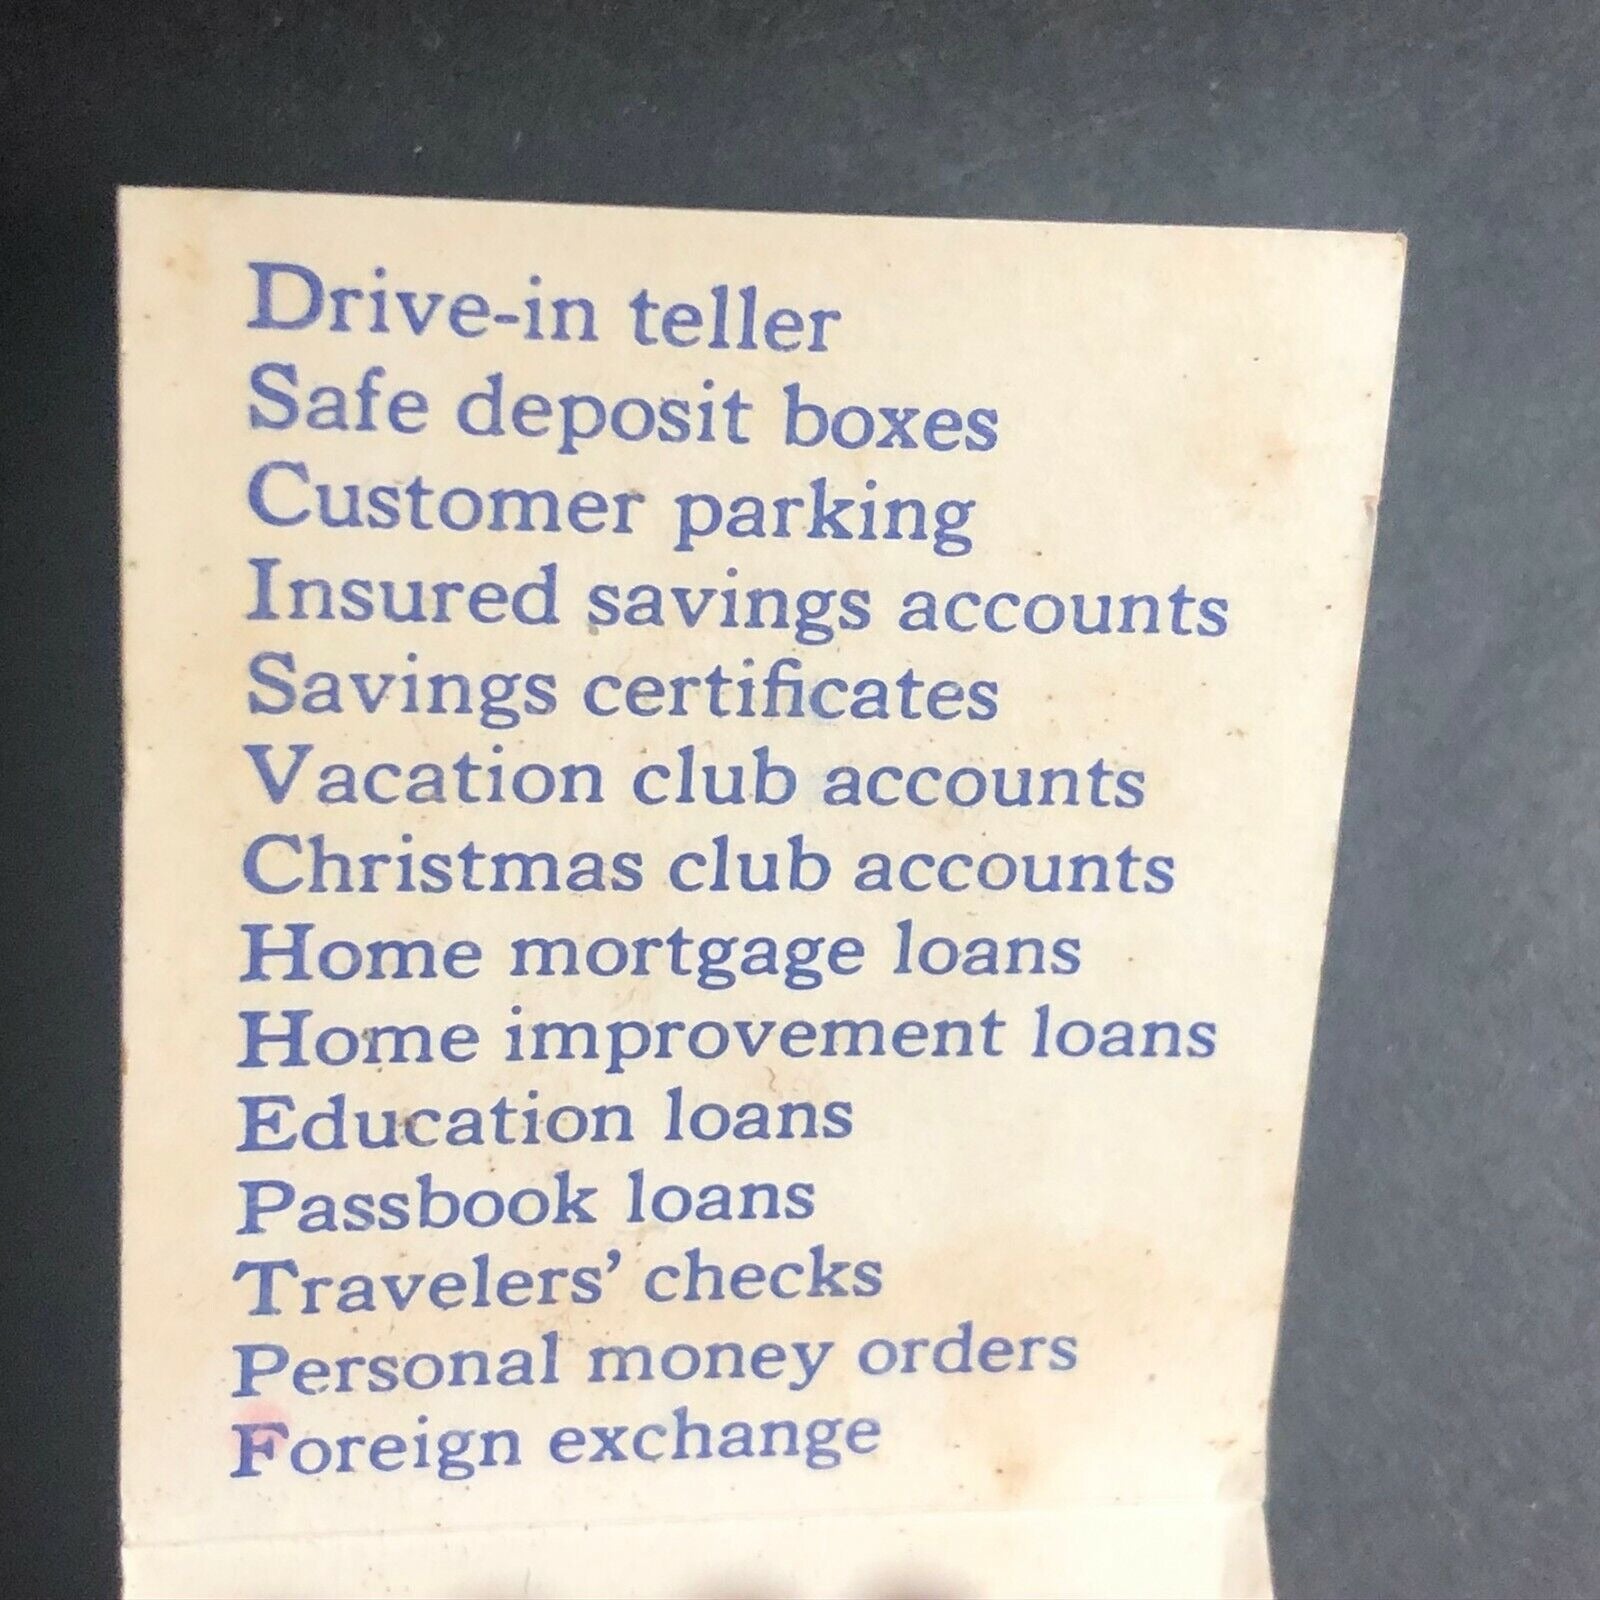 Drive-in teller
Safe deposit boxes
Customer parking
Insured savings accounts
Savings certificates
Vacation club accounts
Christmas club accounts
Home mortgage loans
Home improvement loans
Education loans
Passbook loans
Travelers’ checks
Personal money orders
Foreign exchange